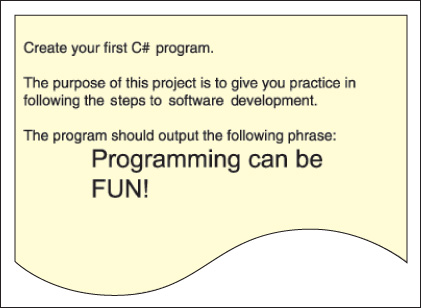 Create your first C# program.
The purpose of this project is to give you practice in
following the steps to software development.
The program should output the following phrase:
Programming can be
FUN!